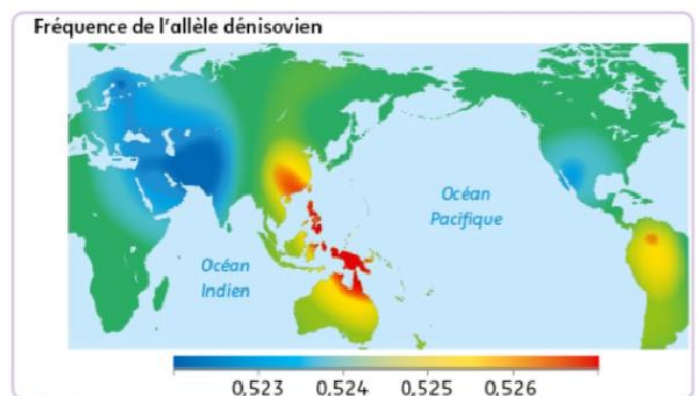 Fréquence de l'allèle dénisovien
Océan
Pacifique
Océan
Indien
0,523 0,524 0,525 0,526